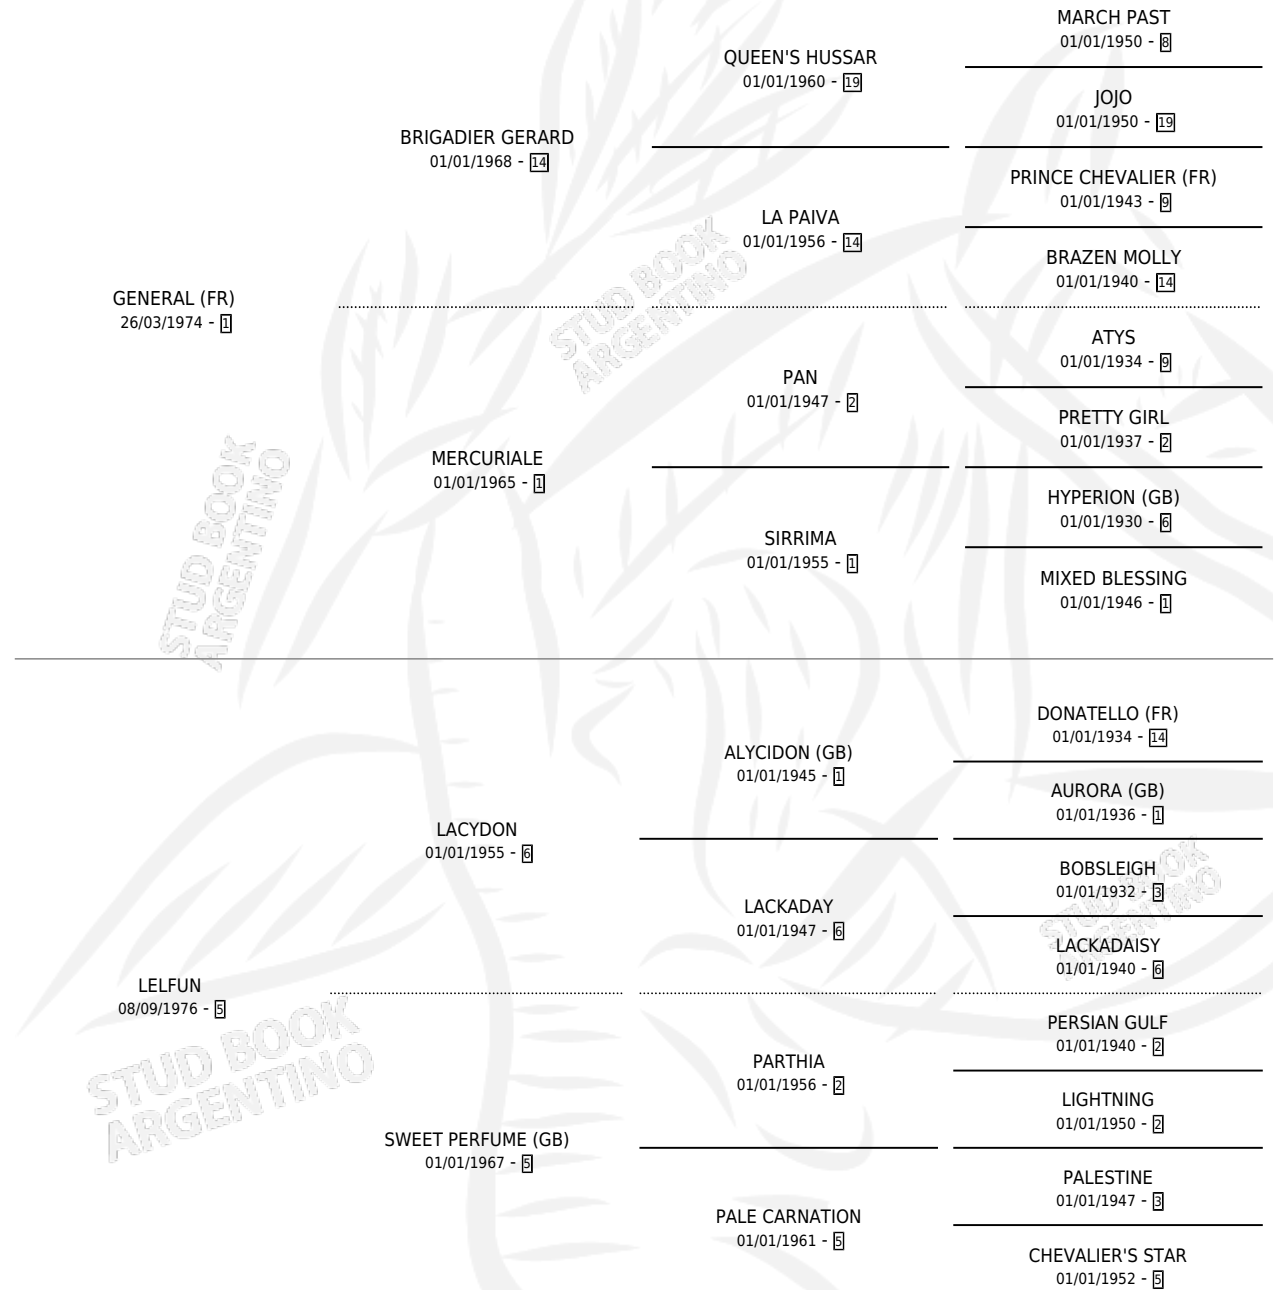 MARCH PAST
01/01/1950 - 8
QUEEN'S HUSSAR
01/01/1960 - 19
JOJO
01/01/1950 - 19
BRIGADIER GERARD
01/01/1968 - 14
PRINCE CHEVALIER (FR)
01/01/1943 - 9
LA PAIVA
01/01/1956 - 14
BRAZEN MOLLY
01/01/1940 - 14
GENERAL (FR)
26/03/1974 - 1
STUD BOOK
ARGENTINO
ATYS
01/01/1934 - 9
PAN
01/01/1947 - 2
PRETTY GIRL
01/01/1937 - 2
MERCURIALE
01/01/1965 - 1
HYPERION (GB)
01/01/1930 - 6
SIRRIMA
01/01/1955 - 1
MIXED BLESSING
01/01/1946 - 1
STUD BOOK
ARGENTINO
DONATELLO (FR)
01/01/1934 - 14
ALYCIDON (GB)
01/01/1945 - 1
AURORA (GB)
01/01/1936 - 1
LACYDON
01/01/1955 - 6
BOBSLEIGH
01/01/1932 - 3
LACKADAY
01/01/1947 - 6
STUD BOOK
ARGENTINO
LACKADAISY
01/01/1940 - 6
LELFUN
08/09/1976 - 5
STUD BOOK
ARGENTINO
PERSIAN GULF
01/01/1940 - 2
PARTHIA
01/01/1956 - 2
LIGHTNING
01/01/1950 - 2
SWEET PERFUME (GB)
01/01/1967 - 5
PALESTINE
01/01/1947 - 3
PALE CARNATION
01/01/1961 - 5
CHEVALIER'S STAR
01/01/1952 - 5